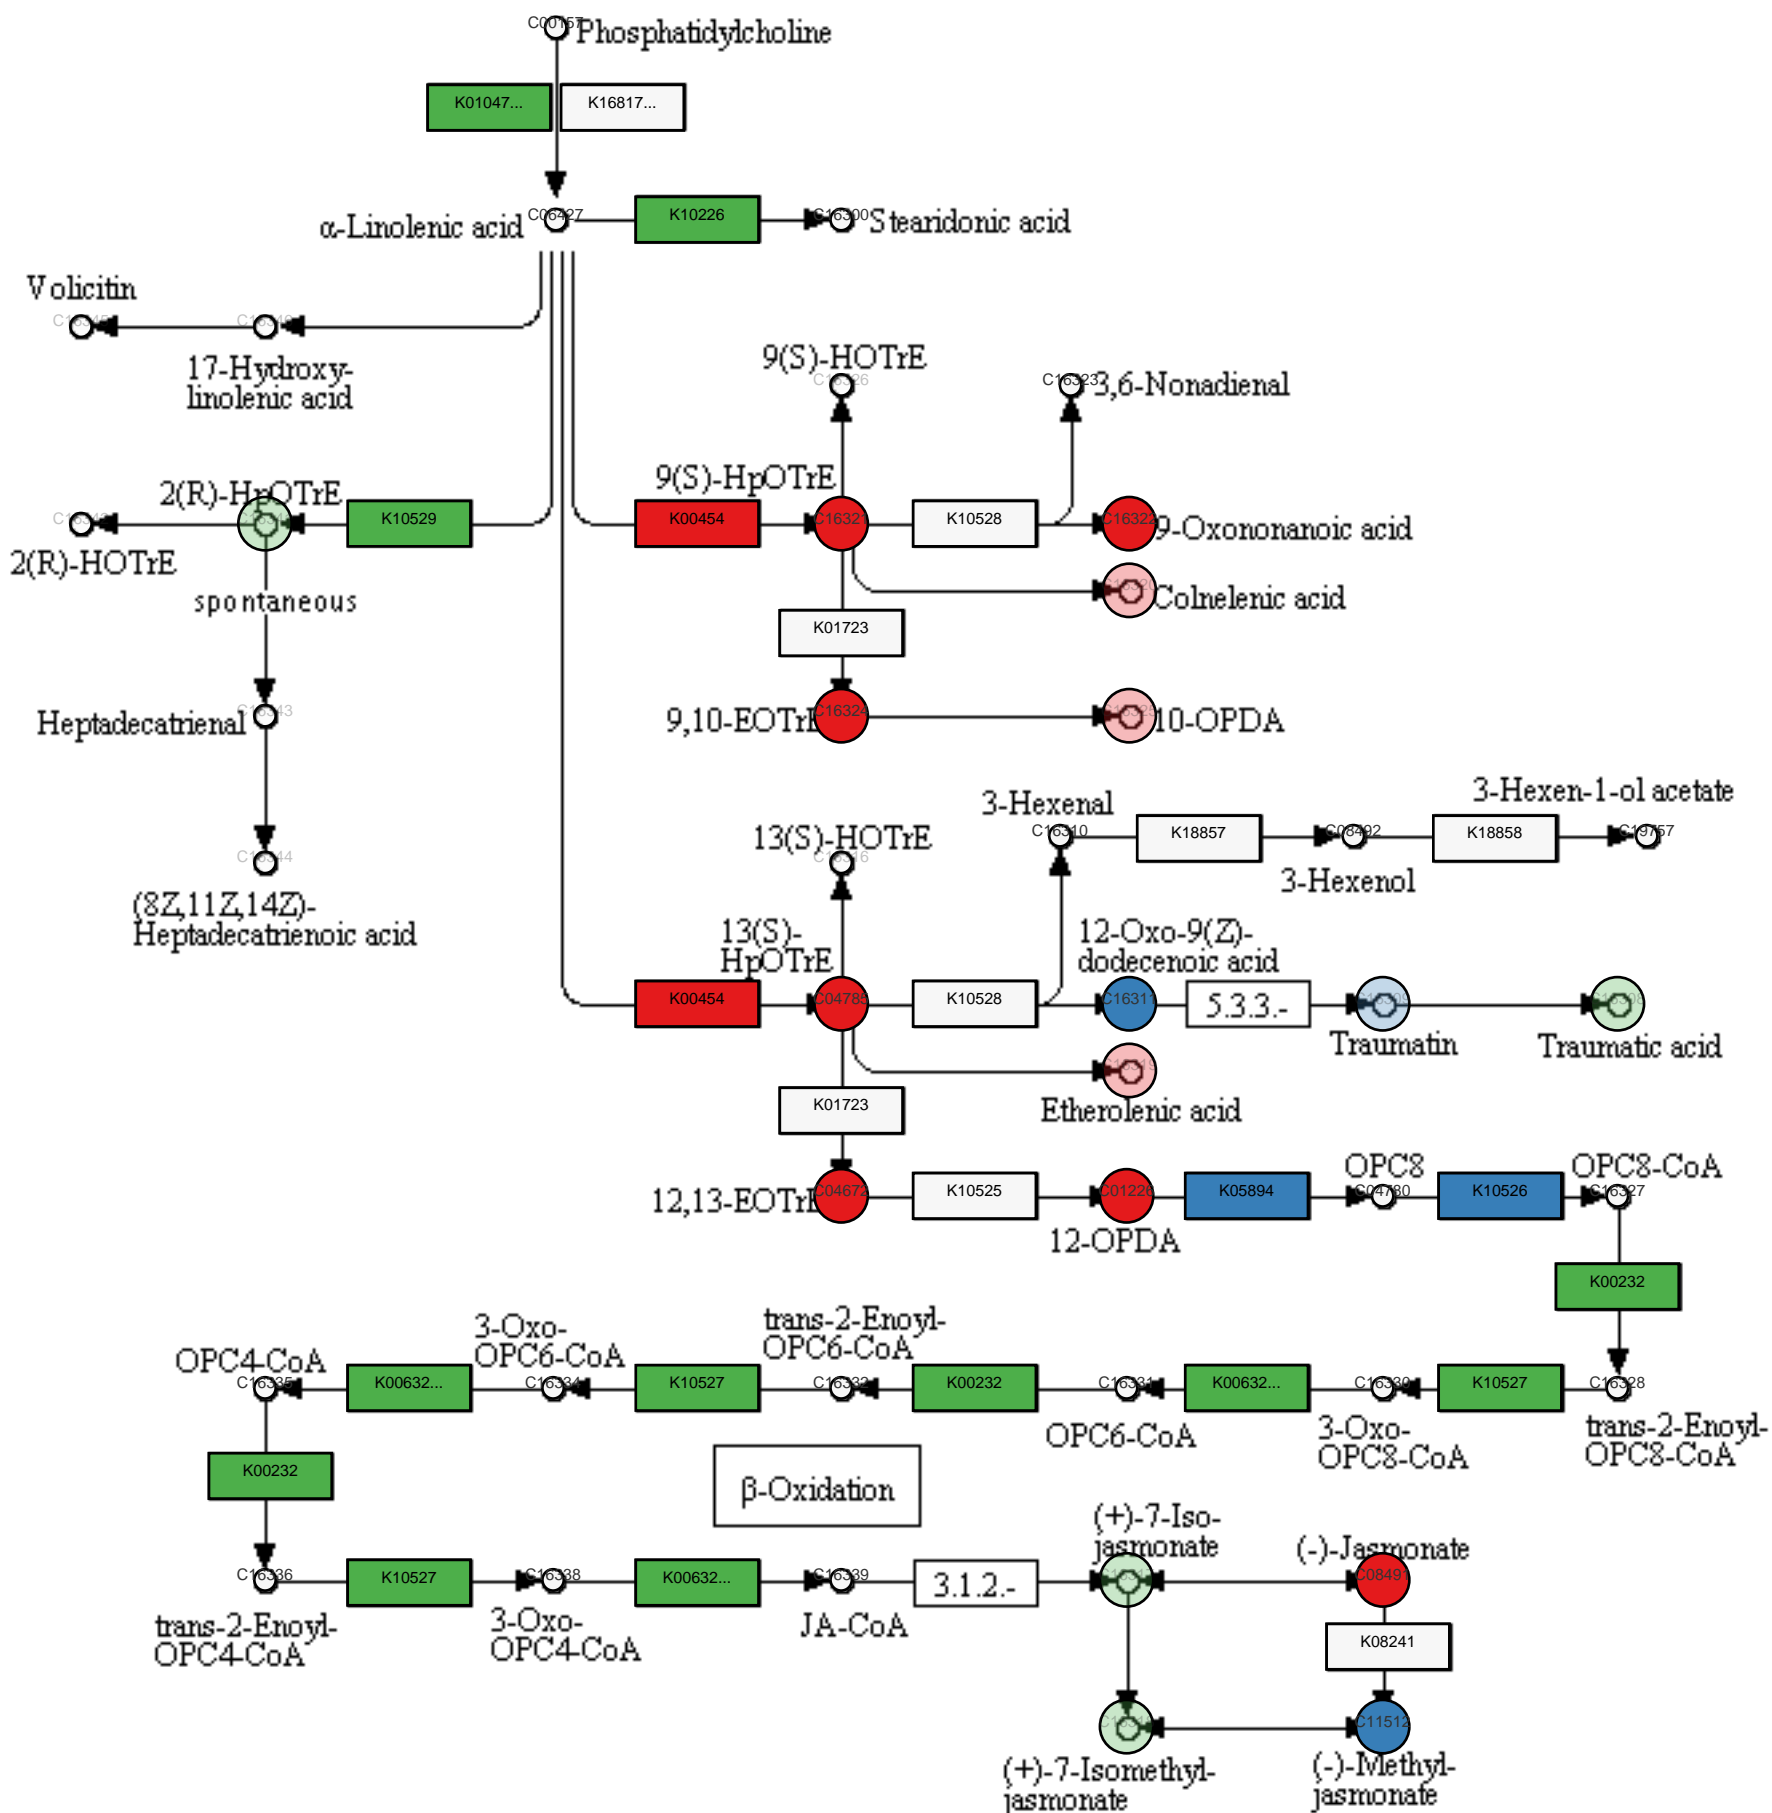 C00157
Phosphatidylcholine
K01047...
K16817...
α-Linolenic acid
C06427
K10226
C16300
Stearidonic acid
Volicitin
17-Hydroxy-
linolenic acid
9(S)-HOTrE
C16326
C16323
3,6-Nonadienal
2(R)-HpOTrE
K10529
2(R)-HOTrE
spontaneous
9(S)-HpOTrE
K00454
C16321
K10528
C16322
9-Oxononanoic acid
Colnelenic acid
K01723
Heptadecatrienal
C16343
9,10-EOTrE
C16324
10-OPDA
C16344
(8Z,11Z,14Z)-
Heptadecatrienoic acid
3-Hexenal
C16310
K18857
C08492
3-Hexenol
K18858
3-Hexen-1-ol acetate
C19757
13(S)-HOTrE
C16316
13(S)-
HpOTrE
K00454
C04785
K10528
12-Oxo-9(Z)-
dodecenoic acid
C16311
5.3.3.-
Traumatin
Traumatic acid
Etherolenic acid
K01723
12,13-EOTrE
C04672
K10525
C01226
12-OPDA
K05894
OPC8
C04780
K10526
OPC8-CoA
C16327
K00232
OPC4-CoA
C16335
K00632...
3-Oxo-
OPC6-CoA
C16334
K10527
trans-2-Enoyl-
OPC6-CoA
C16332
K00232
C16331
OPC6-CoA
K00632...
C16330
3-Oxo-
OPC8-CoA
K10527
C16328
trans-2-Enoyl-
OPC8-CoA
K00232
β-Oxidation
C16336
trans-2-Enoyl-
OPC4-CoA
K10527
C16338
3-Oxo-
OPC4-CoA
K00632...
C16339
JA-CoA
3.1.2.-
(+)-7-Iso-
jasmonate
(-)-Jasmonate
C08491
K08241
C11512
(+)-7-Isomethyl-
jasmonate
(-)-Methyl-
jasmonate